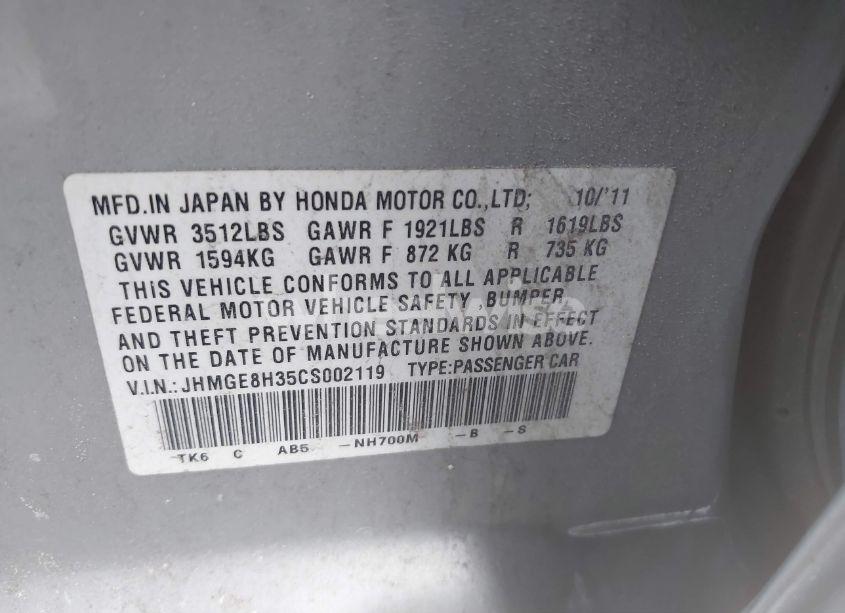 MFD.IN JAPAN BY HONDA MOTOR CO.,LTD; 10/'11
GVWR 3512LBS GAWR F 1921LBS R 1619LBS
GVWR 1594KG GAWR F 872 KG R 735 KG
THIS VEHICLE CONFORMS TO ALL APPLICABLE
FEDERAL MOTOR VEHICLE SAFETY ,BUMPER
AND THEFT PREVENTION STANDARDS IN EFFECT
ON THE DATE OF MANUFACTURE SHOWN ABOVE.
V.I.N.:JHMGE8H35CS002119 TYPE:PASSENGER CAR
TK6 C AB5 -NH700M -B -S